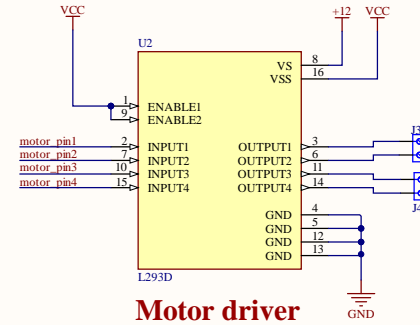 VCC
+12
VCC
U2
VS
8
VSS
16
1
ENABLE1
9
ENABLE2
motor_pin1
2
INPUT1
OUTPUT1
3
J3
motor_pin2
7
INPUT2
OUTPUT2
6
motor_pin3
10
INPUT3
OUTPUT3
11
motor_pin4
15
INPUT4
OUTPUT4
14
J4
GND
4
GND
5
GND
12
GND
13
L293D
Motor driver
GND